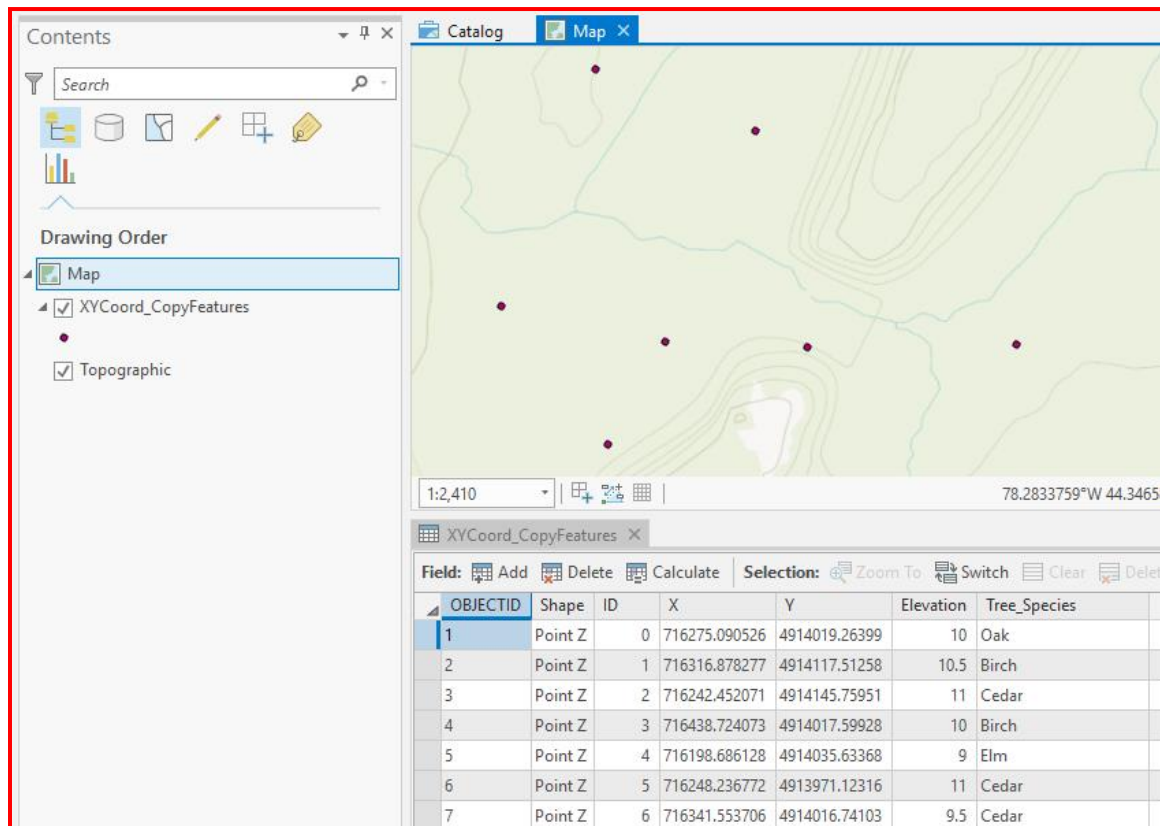 Contents
Search
Drawing Order
Map
XYCoord_CopyFeatures
Topographic
Catalog
Map
1:2,410
78.2833759°W 44.3465
XYCoord_CopyFeatures
Field: Add Delete Calculate Selection: Zoom To Switch Clear Delet
OBJECTID Shape ID X Y Elevation Tree_Species
1 Point Z 0 716275.090526 4914019.26399 10 Oak
2 Point Z 1 716316.878277 4914117.51258 10.5 Birch
3 Point Z 2 716242.452071 4914145.75951 11 Cedar
4 Point Z 3 716438.724073 4914017.59928 10 Birch
5 Point Z 4 716198.686128 4914035.63368 9 Elm
6 Point Z 5 716248.236772 4913971.12316 11 Cedar
7 Point Z 6 716341.553706 4914016.74103 9.5 Cedar